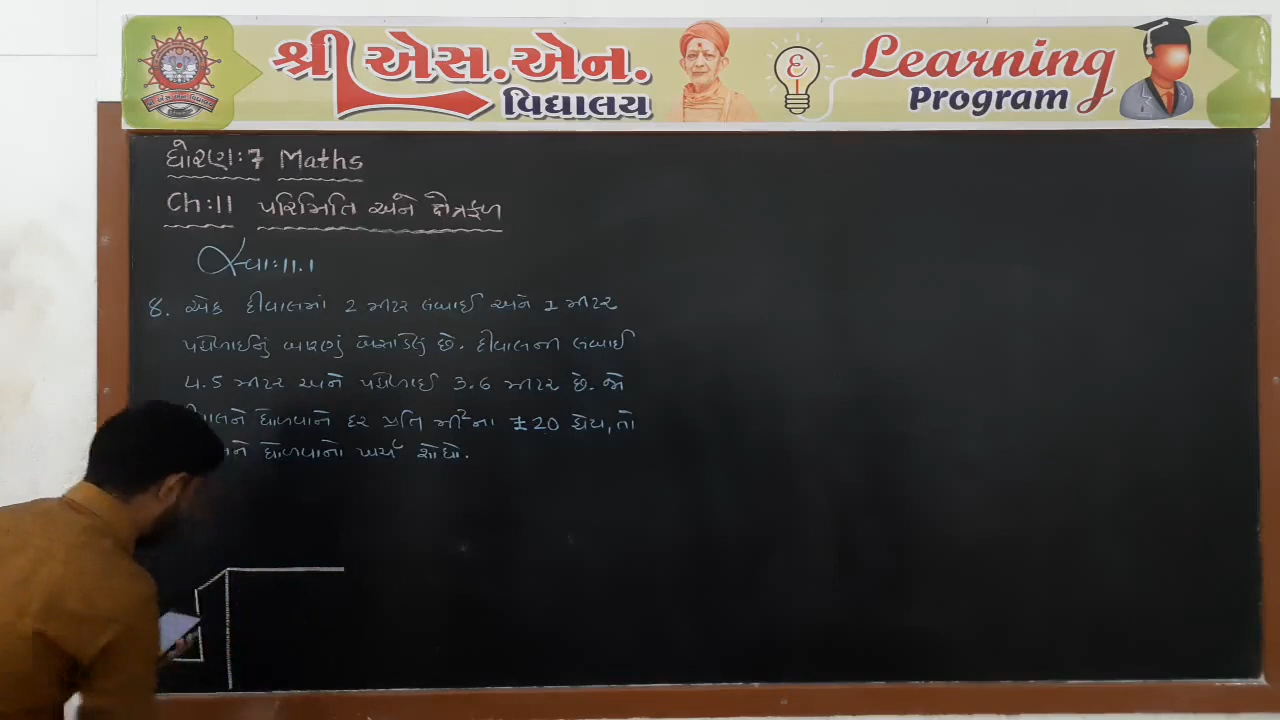 શ્રી એસ.એન.
વિદ્યાલય
Learning
Program
ધોરણ:7 Maths
Ch:11 પરિમિતિ અને ક્ષેત્રફળ
સ્વા:11.1
8. એક દીવાલમાં 2 મીટર લંબાઈ અને 1 મીટર
પહોળાઈનું બારણું બેસાડેલું છે. દીવાલની લંબાઈ
4.5 મીટર અને પહોળાઈ 3.6 મીટર છે. જો
ધોળવાનો દર પ્રતિ મી²ના ₹20 હોય, તો
ધોળવાનો ખર્ચ શોધો.